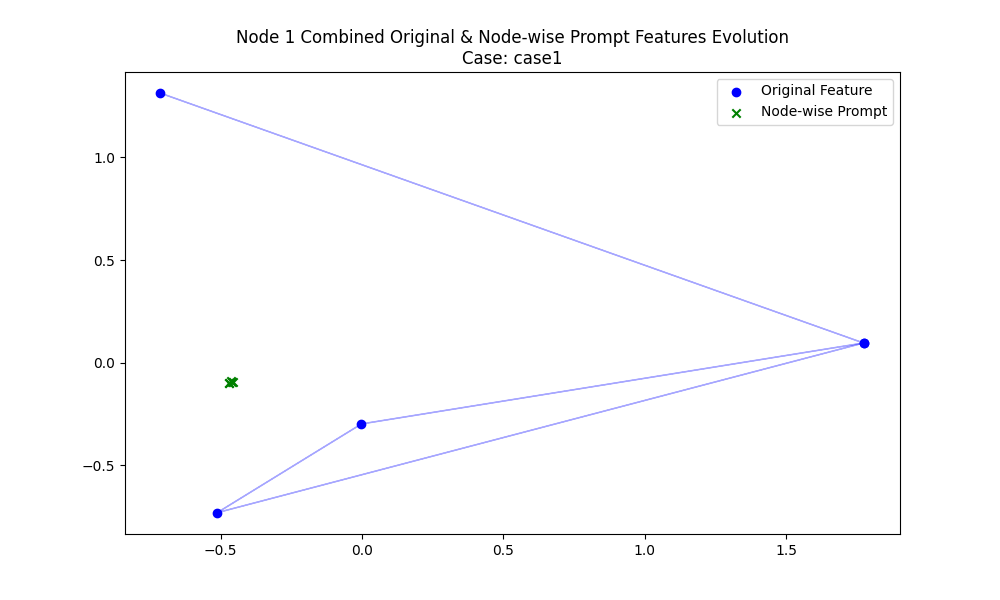 Node 1 Combined Original & Node-wise Prompt Features Evolution
Case: case1
Original Feature
Node-wise Prompt
1.0
0.5
0.0
−0.5
−0.5
0.0
0.5
1.0
1.5